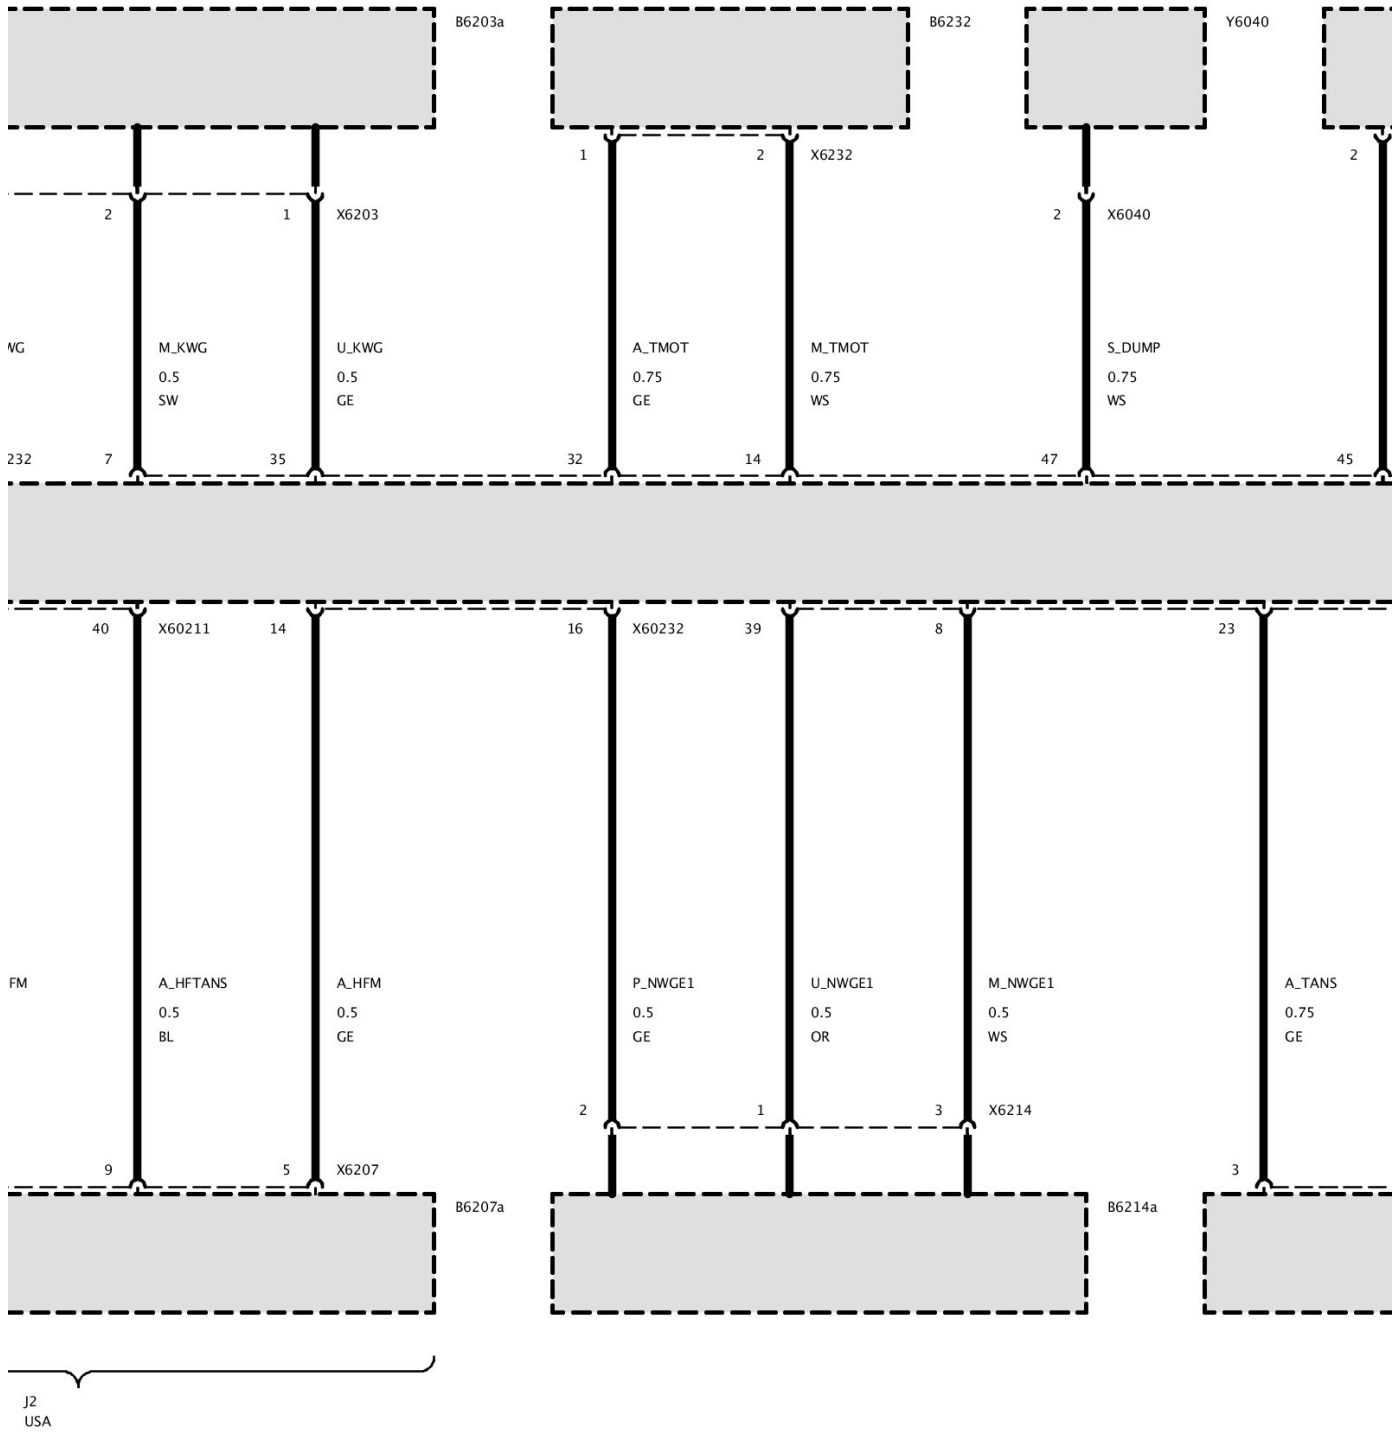 B6203a
B6232
Y6040
1
2
X6232
2
2
1
X6203
2
X6040
WG
M_KWG
U_KWG
A_TMOT
M_TMOT
S_DUMP
0.5
0.5
0.75
0.75
0.75
SW
GE
GE
WS
WS
232
7
35
32
14
47
45
40
X60211
14
16
X60232
39
8
23
FM
A_HFTANS
A_HFM
P_NWGE1
U_NWGE1
M_NWGE1
A_TANS
0.5
0.5
0.5
0.5
0.5
0.75
BL
GE
GE
OR
WS
GE
2
1
3
X6214
9
5
X6207
3
B6207a
B6214a
J2
USA